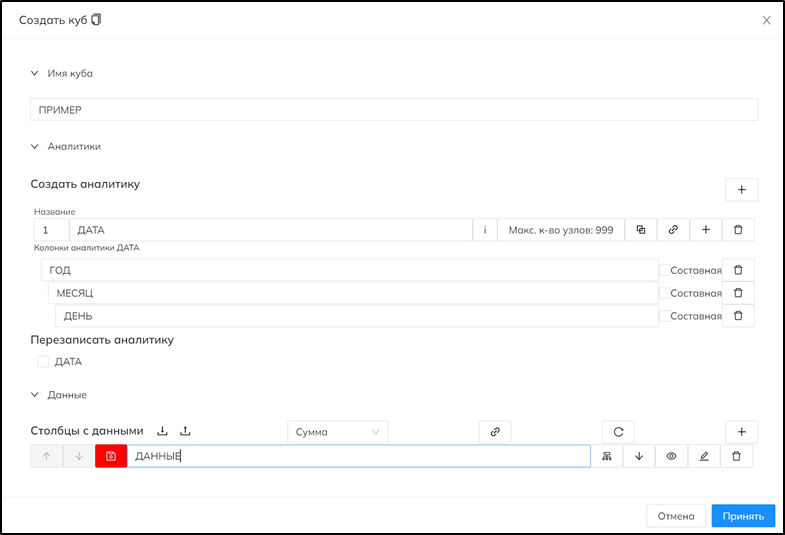 Создать куб
Имя куба
ПРИМЕР
Аналитики
Создать аналитику
Название
1 ДАТА i Макс. к-во узлов: 999
Колонки аналитики ДАТА
ГОД Составная
МЕСЯЦ Составная
ДЕНЬ Составная
Перезаписать аналитику
ДАТА
Данные
Столбцы с данными Сумма
ДАННЫЕ
Отмена Принять